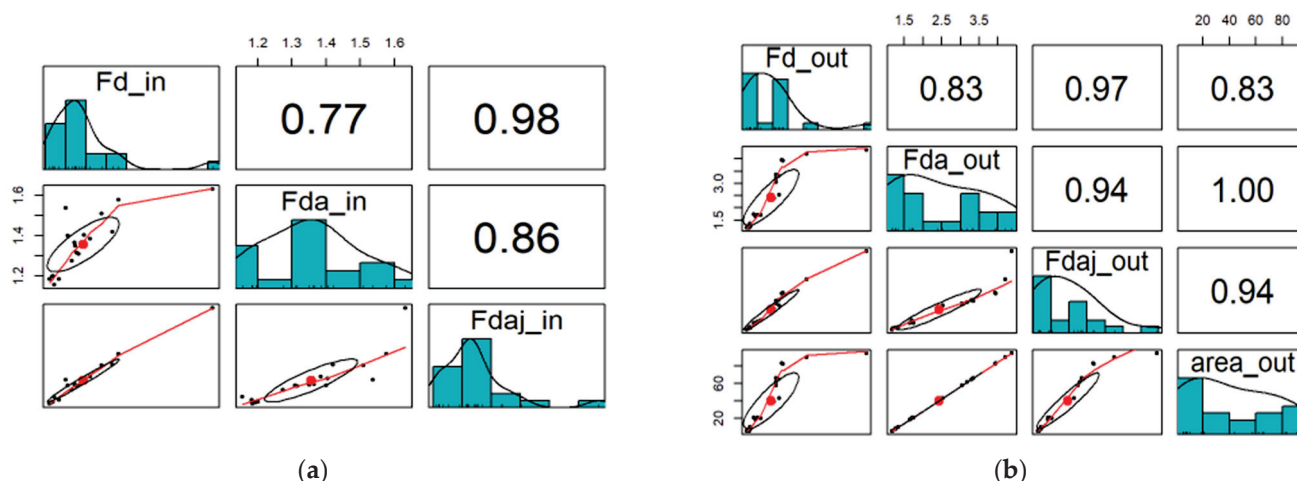 1.2 1.3 1.4 1.5 1.6
Fd_in
0.77
0.98
1.2 1.4 1.6
Fda_in
0.86
Fdaj_in
(a)
1.5 2.5 3.5
20 40 60 80
Fd_out
0.83
0.97
0.83
1.5 3.0
Fda_out
0.94
1.00
Fdaj_out
0.94
20 60
area_out
(b)